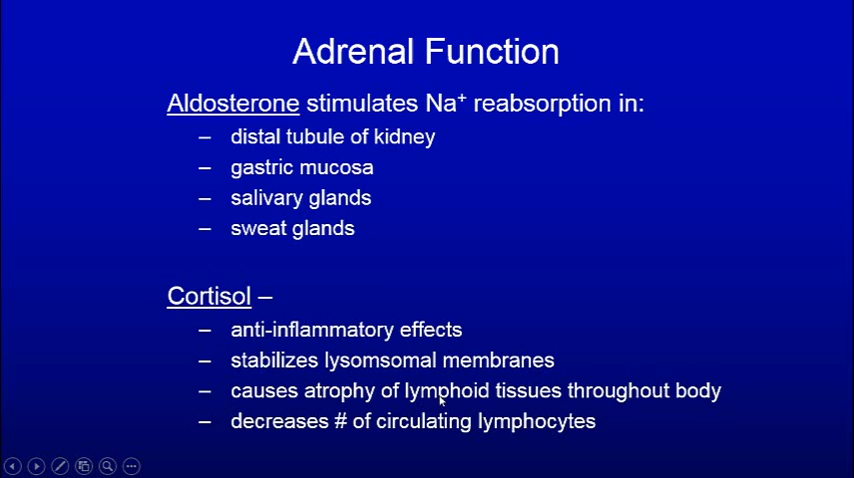 Adrenal Function
Aldosterone stimulates Na⁺ reabsorption in:
– distal tubule of kidney
– gastric mucosa
– salivary glands
– sweat glands
Cortisol –
– anti-inflammatory effects
– stabilizes lysomsomal membranes
– causes atrophy of lymphoid tissues throughout body
– decreases # of circulating lymphocytes